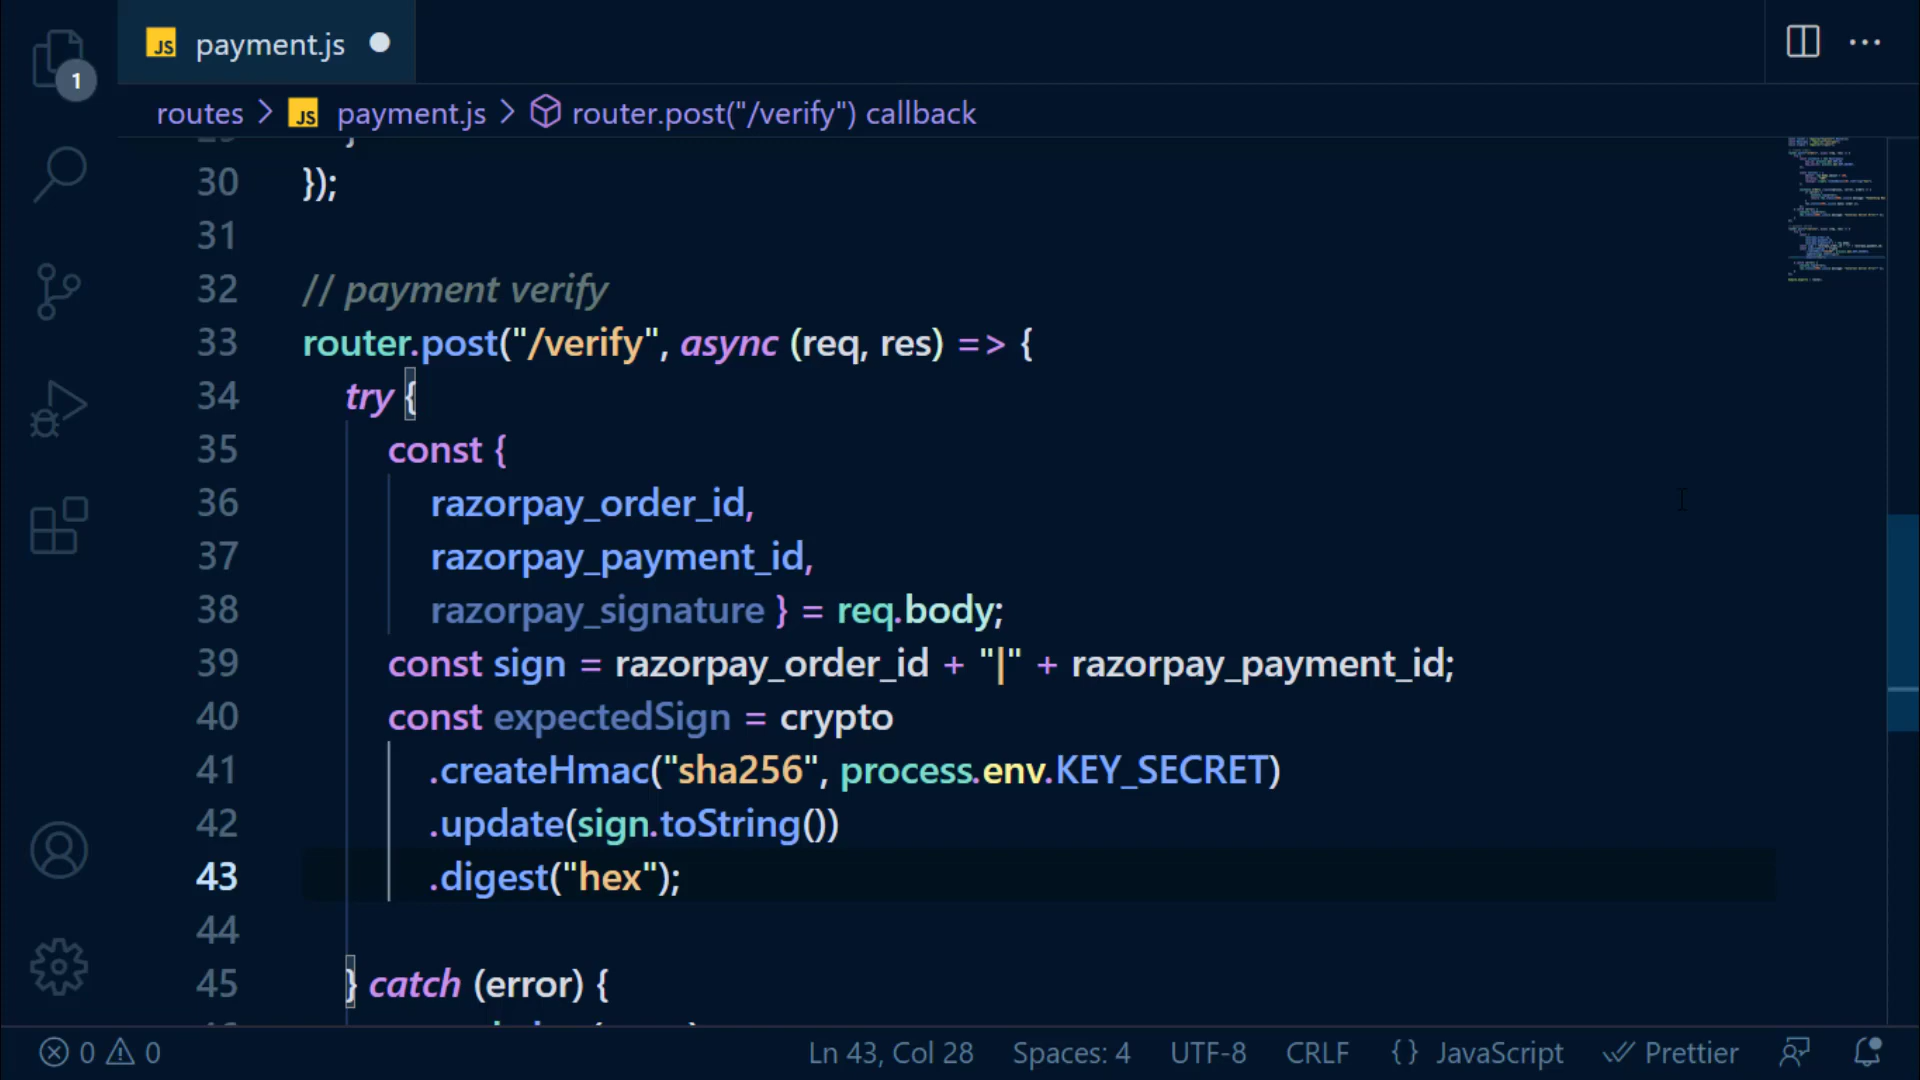 JS payment.js
routes > JS payment.js > router.post("/verify") callback
30 });
31
32 // payment verify
33 router.post("/verify", async (req, res) => {
34 try {
35 const {
36 razorpay_order_id,
37 razorpay_payment_id,
38 razorpay_signature } = req.body;
39 const sign = razorpay_order_id + "|" + razorpay_payment_id;
40 const expectedSign = crypto
41 .createHmac("sha256", process.env.KEY_SECRET)
42 .update(sign.toString())
43 .digest("hex");
44
45 } catch (error) {
1
0 0 Ln 43, Col 28 Spaces: 4 UTF-8 CRLF {} JavaScript Prettier